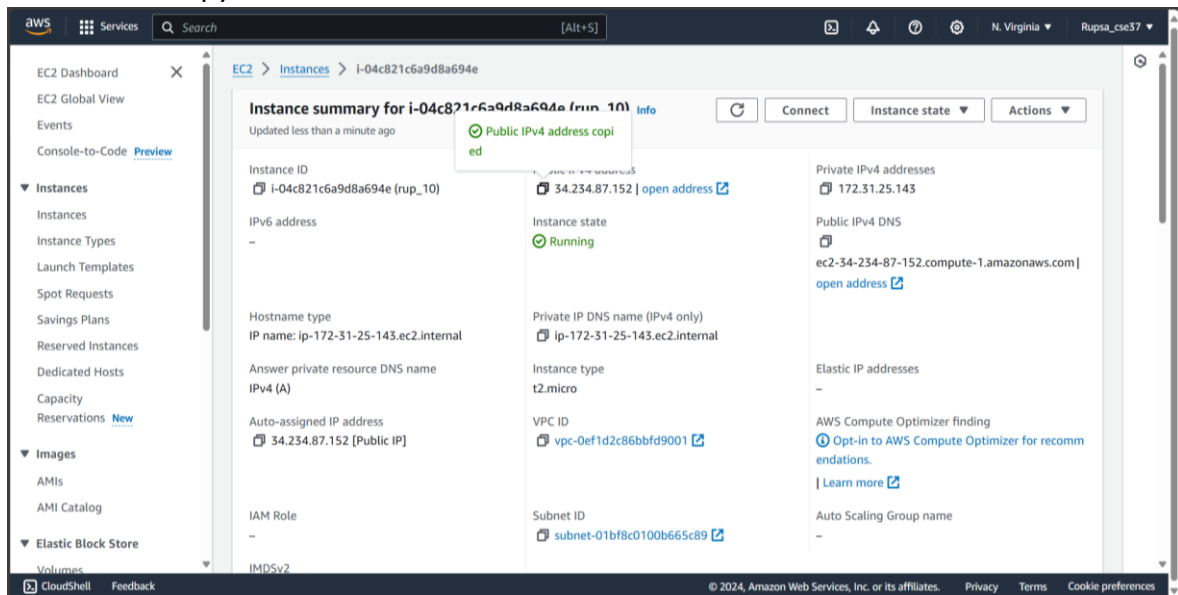 aws
Services
Search
[Alt+S]
N. Virginia ▼
Rupsa_cse37 ▼
EC2 Dashboard
EC2 Global View
Events
Console-to-Code Preview
▼ Instances
Instances
Instance Types
Launch Templates
Spot Requests
Savings Plans
Reserved Instances
Dedicated Hosts
Capacity
Reservations New
▼ Images
AMIs
AMI Catalog
▼ Elastic Block Store
Volumes
EC2 > Instances > i-04c821c6a9d8a694e
Instance summary for i-04c821c6a9d8a694e (rup_10) Info
Connect
Instance state ▼
Actions ▼
Updated less than a minute ago
Public IPv4 address copi
ed
Instance ID
i-04c821c6a9d8a694e (rup_10)
34.234.87.152 | open address
Private IPv4 addresses
172.31.25.143
IPv6 address
–
Instance state
Running
Public IPv4 DNS
ec2-34-234-87-152.compute-1.amazonaws.com |
open address
Hostname type
IP name: ip-172-31-25-143.ec2.internal
Private IP DNS name (IPv4 only)
ip-172-31-25-143.ec2.internal
Answer private resource DNS name
IPv4 (A)
Instance type
t2.micro
Elastic IP addresses
–
Auto-assigned IP address
34.234.87.152 [Public IP]
VPC ID
vpc-0ef1d2c86bbfd9001
AWS Compute Optimizer finding
Opt-in to AWS Compute Optimizer for recomm
endations.
| Learn more
IAM Role
–
Subnet ID
subnet-01bf8c0100b665c89
Auto Scaling Group name
–
IMDSv2
CloudShell
Feedback
© 2024, Amazon Web Services, Inc. or its affiliates.
Privacy
Terms
Cookie preferences